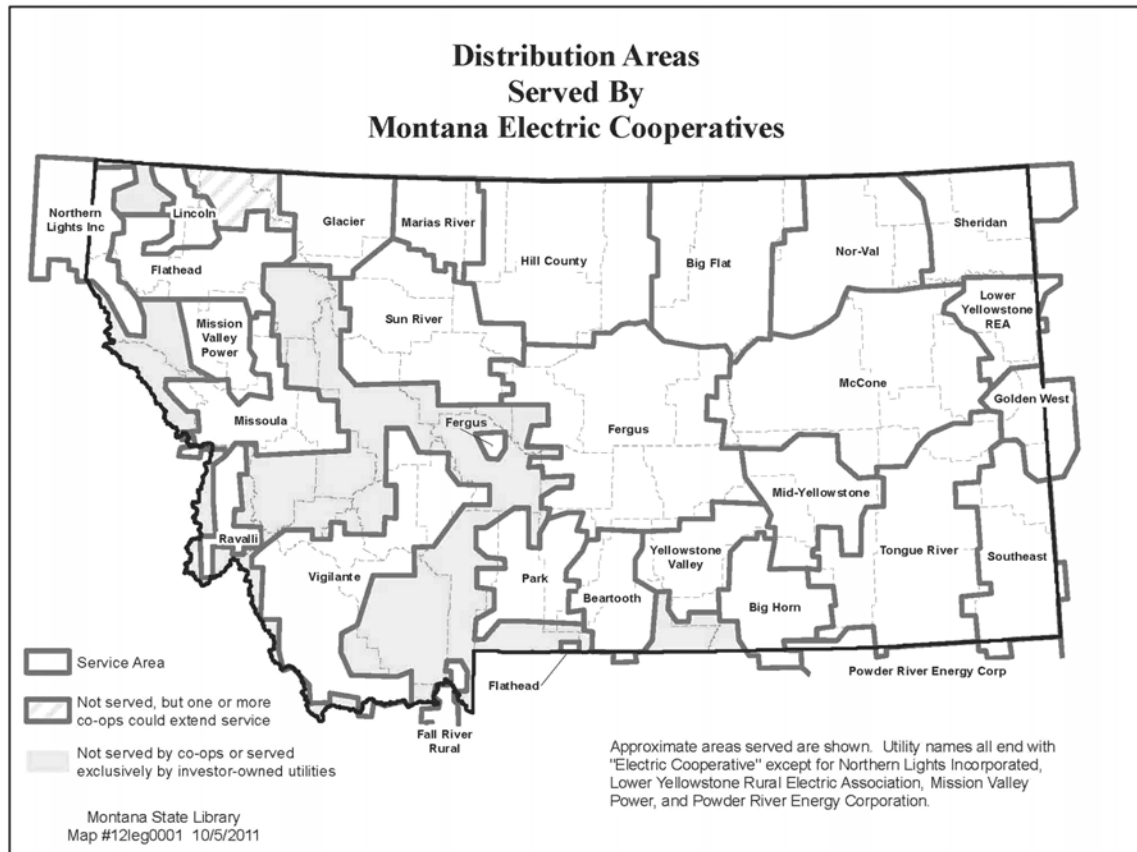 Distribution Areas
Served By
Montana Electric Cooperatives
Northern
Lights Inc
Lincoln
Glacier
Marias River
Hill County
Big Flat
Nor-Val
Sheridan
Flathead
Mission
Valley
Power
Sun River
Lower
Yellowstone
REA
McCone
Golden West
Missoula
Fergus
Fergus
Mid-Yellowstone
Ravalli
Vigilante
Park
Beartooth
Yellowstone
Valley
Big Horn
Tongue River
Southeast
Flathead
Powder River Energy Corp
Fall River
Rural
Service Area
Not served, but one or more
co-ops could extend service
Not served by co-ops or served
exclusively by investor-owned utilities
Approximate areas served are shown. Utility names all end with
"Electric Cooperative" except for Northern Lights Incorporated,
Lower Yellowstone Rural Electric Association, Mission Valley
Power, and Powder River Energy Corporation.
Montana State Library
Map #12leg0001 10/5/2011